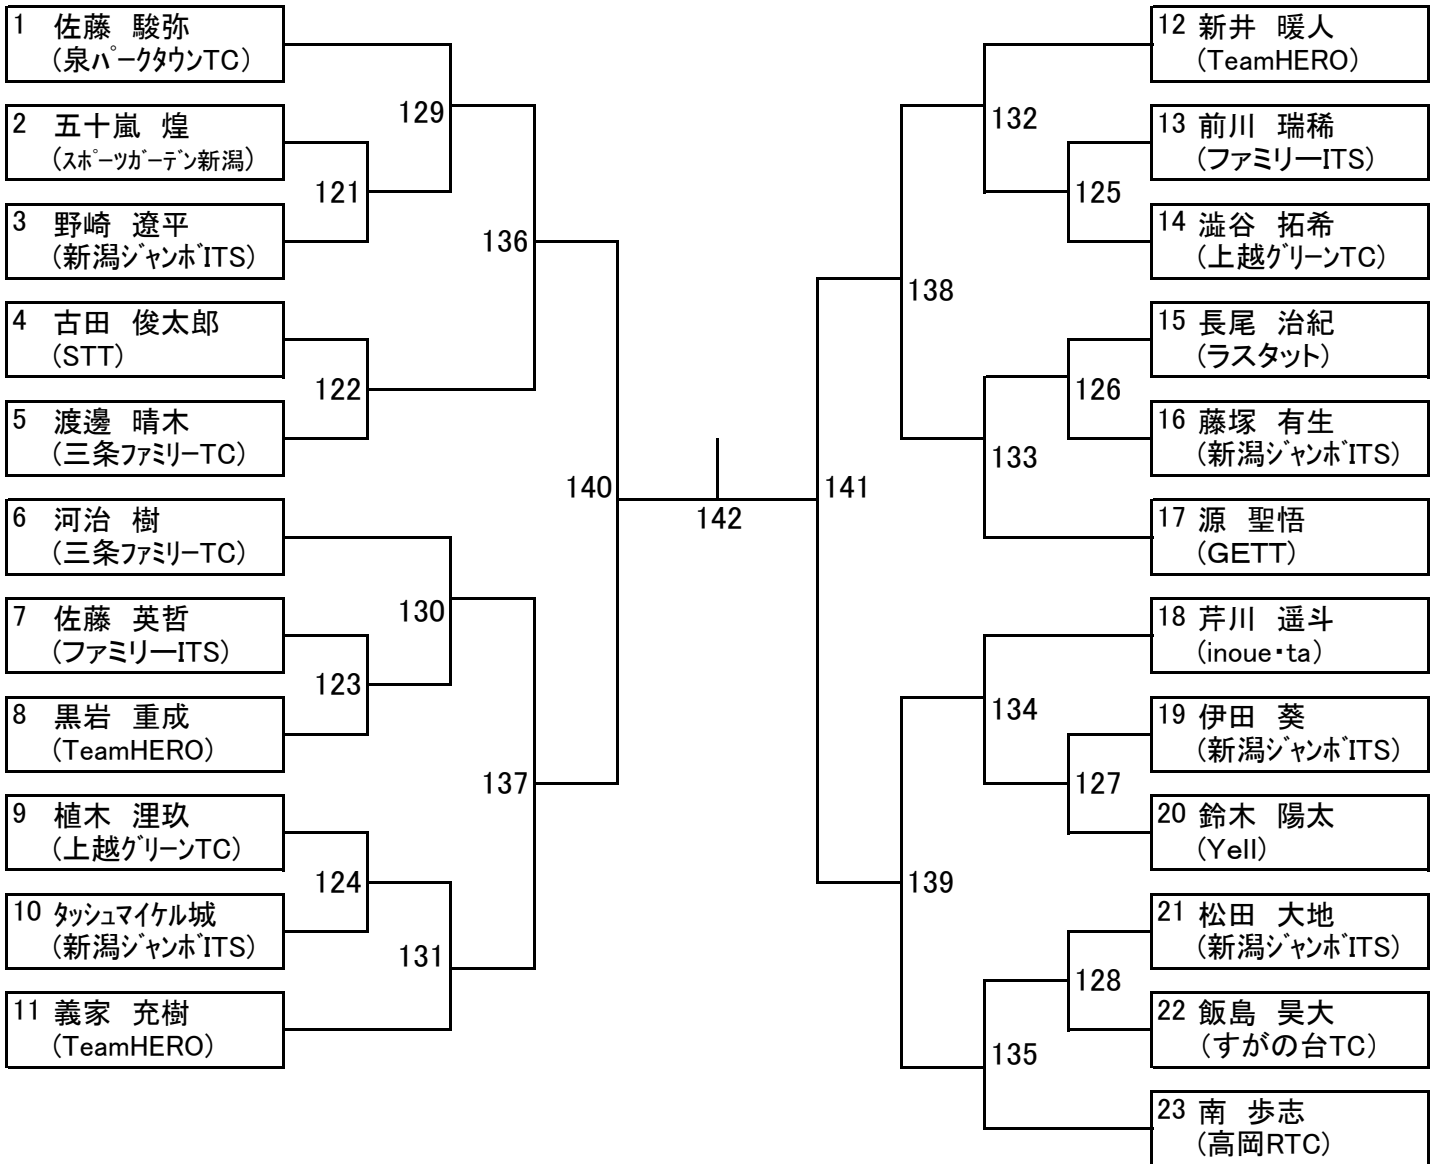 1 佐藤　駿弥
(泉ﾊﾟｰｸﾀｳﾝTC)
2 五十嵐　煌
(ｽﾎﾟｰﾂｶﾞｰﾃﾞﾝ新潟)
3 野崎　遼平
(新潟ｼﾞｬﾝﾎﾞITS)
4 古田　俊太郎
(STT)
5 渡邊　晴木
(三条ファミリーTC)
6 河治　樹
(三条ﾌｧﾐﾘｰTC)
7 佐藤　英哲
(ファミリーITS)
8 黒岩　重成
(TeamHERO)
9 植木　浬玖
(上越ｸﾞﾘｰﾝTC)
10 ﾀｯｼｭﾏｲｹﾙ城
(新潟ｼﾞｬﾝﾎﾞITS)
11 義家　充樹
(TeamHERO)
129
121
136
122
140
130
123
137
124
131
142
141
132
125
138
126
133
134
127
139
128
135
12 新井　暖人
(TeamHERO)
13 前川　瑞稀
(ファミリーITS)
14 澁谷　拓希
(上越ｸﾞﾘｰﾝTC)
15 長尾　治紀
(ラスタット)
16 藤塚　有生
(新潟ｼﾞｬﾝﾎﾞITS)
17 源　聖悟
(GETT)
18 芹川　遥斗
(inoue・ta)
19 伊田　葵
(新潟ｼﾞｬﾝﾎﾞITS)
20 鈴木　陽太
(Yell)
21 松田　大地
(新潟ｼﾞｬﾝﾎﾞITS)
22 飯島　昊大
(すがの台TC)
23 南　歩志
(高岡RTC)